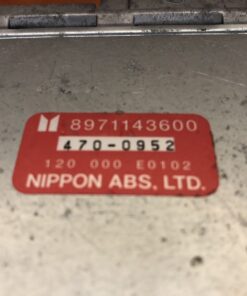 8971143600
470-0952
120 000 E0102
NIPPON ABS, LTD.